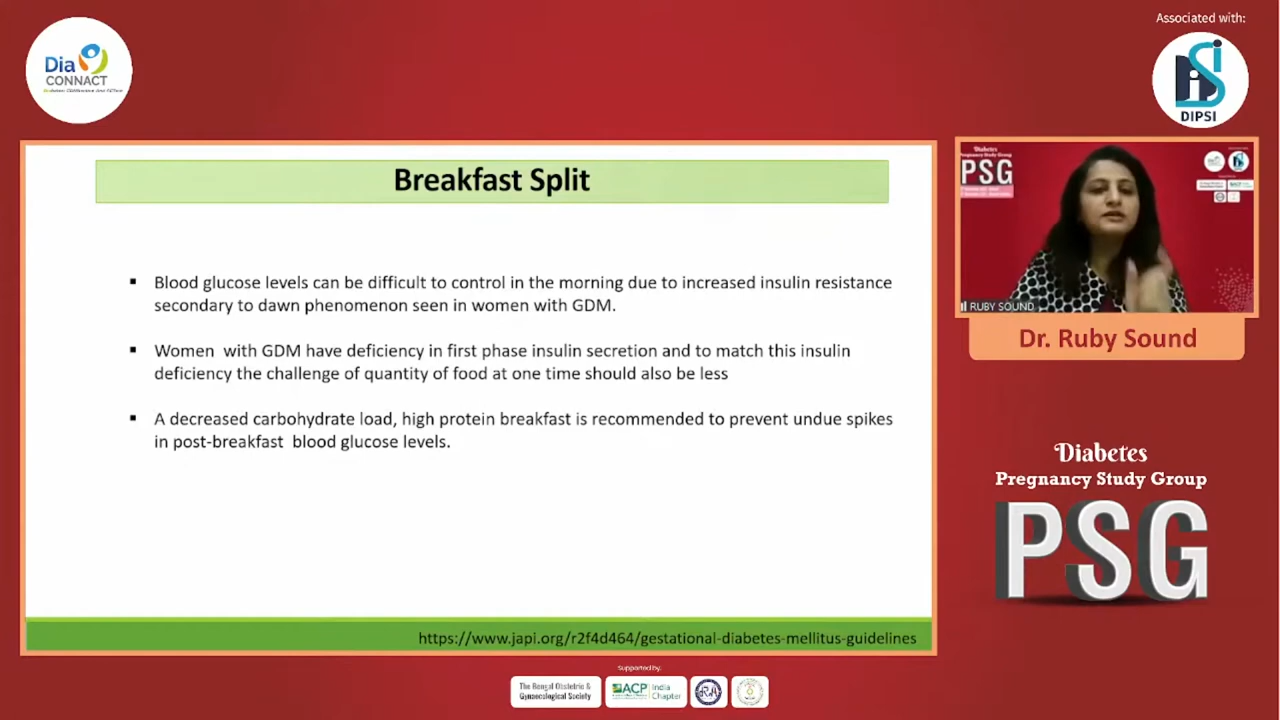 Associated with:
Dia
CONNACT
DIPSI
Breakfast Split
Blood glucose levels can be difficult to control in the morning due to increased insulin resistance
secondary to dawn phenomenon seen in women with GDM.
Women with GDM have deficiency in first phase insulin secretion and to match this insulin
deficiency the challenge of quantity of food at one time should also be less
A decreased carbohydrate load, high protein breakfast is recommended to prevent undue spikes
in post-breakfast blood glucose levels.
https://www.japi.org/r2f4d464/gestational-diabetes-mellitus-guidelines
Diabetes
Pregnancy Study Group
PSG
RUBY SOUND
Dr. Ruby Sound
Diabetes
Pregnancy Study Group
PSG
supported by:
The Bengal Obstetric &
Gynaecological Society
ACP India
Chapter